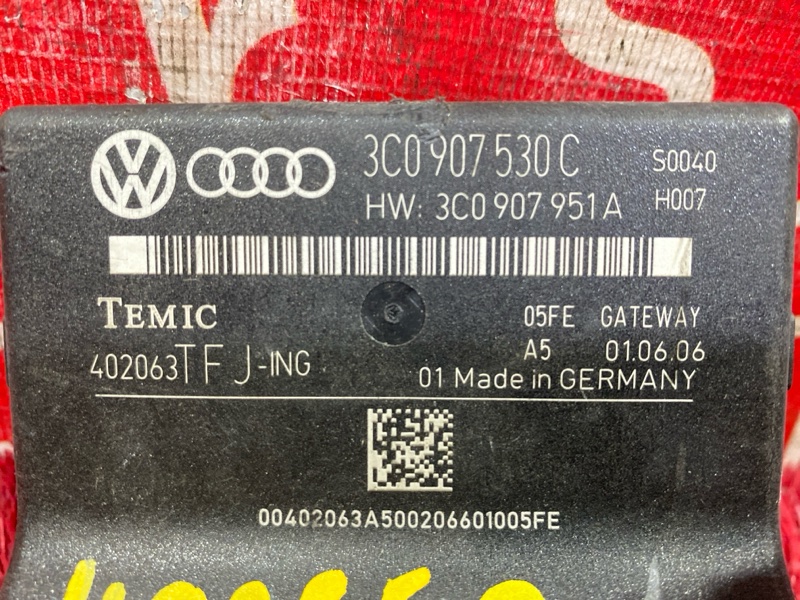 3C0 907 530 C S0040
HW: 3C0 907 951 A H007
TEMIC 05FE GATEWAY
402063TFJ-ING A5 01.06.06
01 Made in GERMANY
00402063A500206601005FE